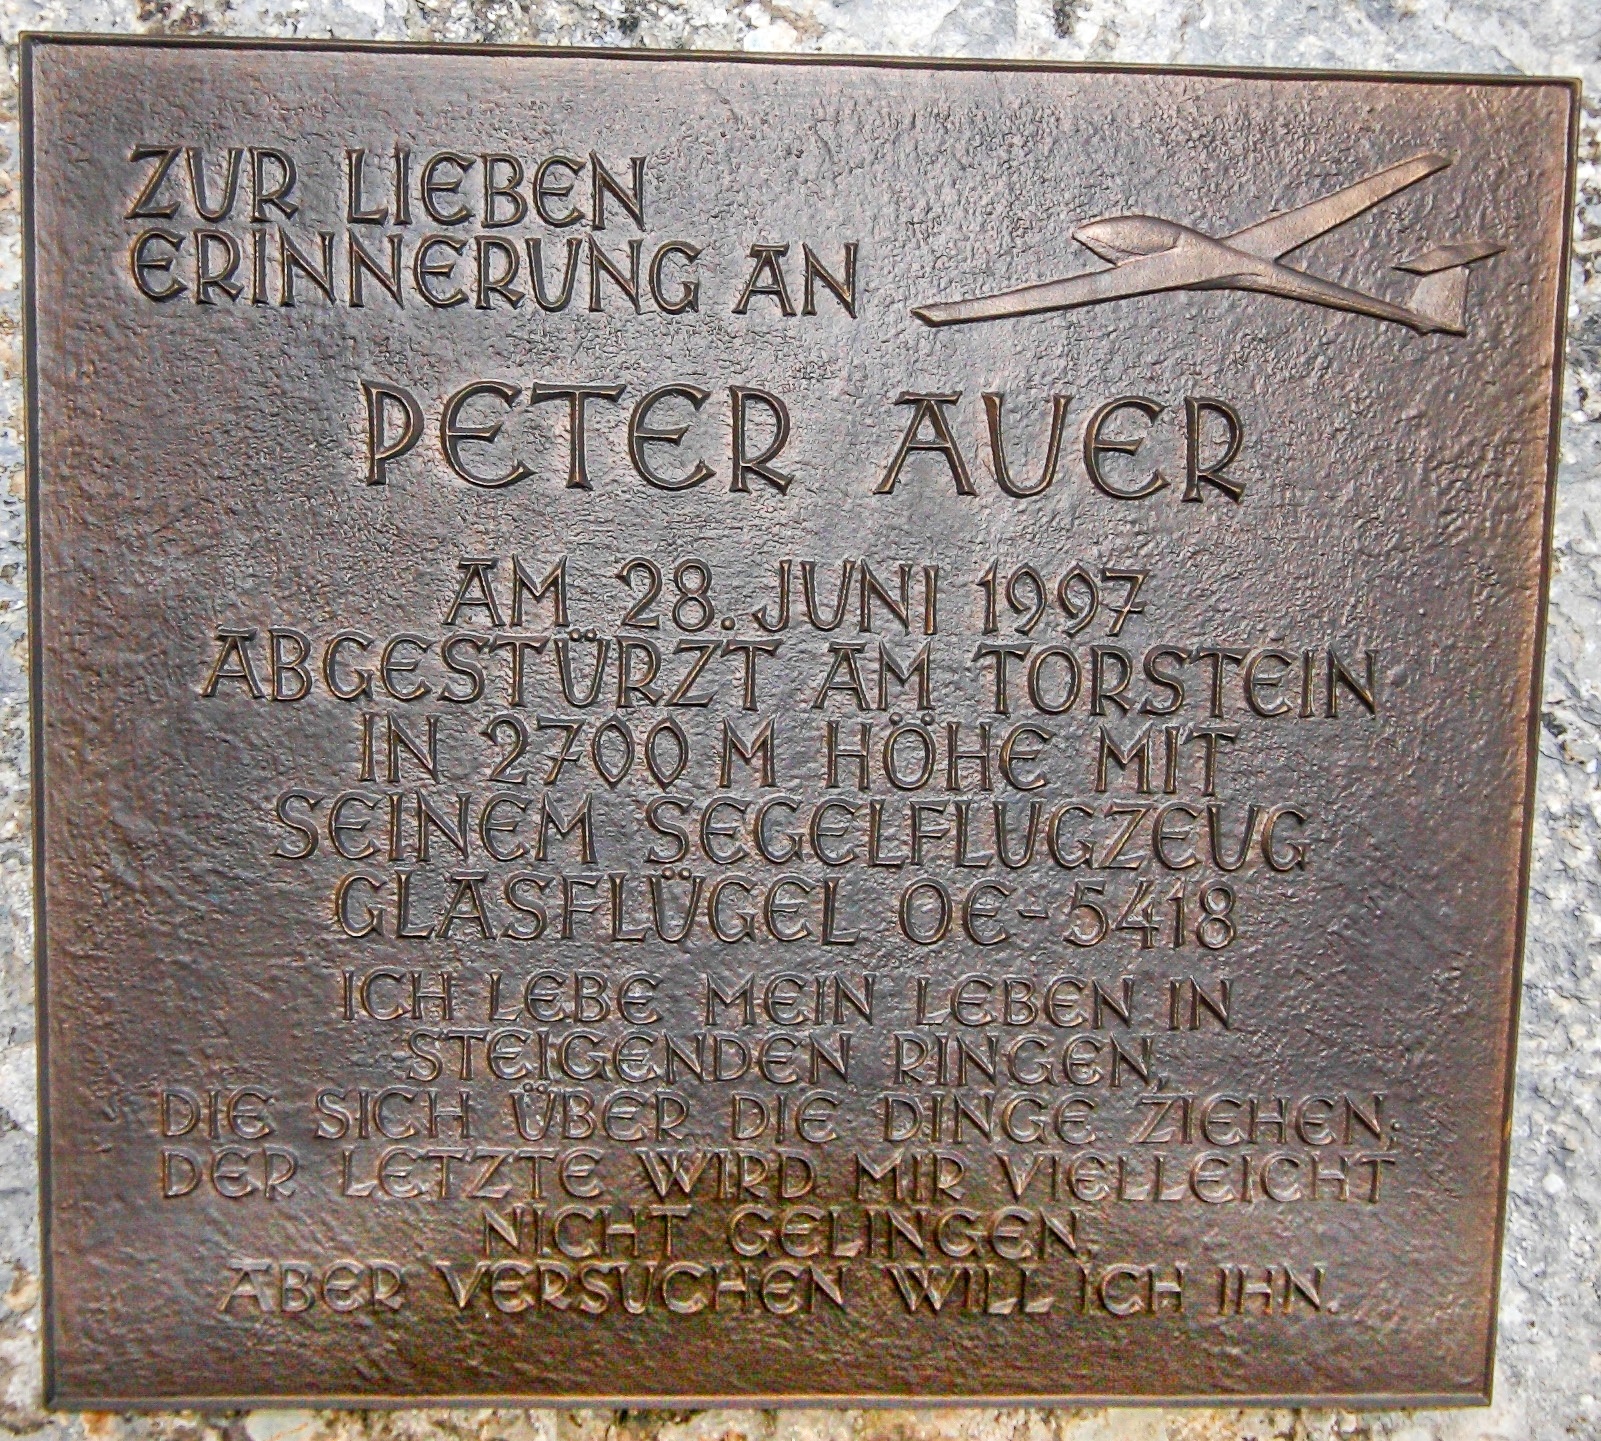 ZUR LIEBEN
ERINNERUNG AN
PETER AUER
AM 28. JUNI 1997
ABGESTÜRZT AM TORSTEIN
IN 2700 M HÖHE MIT
SEINEM SEGELFLUGZEUG
GLASFLÜGEL OE-5418
ICH LEBE MEIN LEBEN IN
STEIGENDEN RINGEN,
DIE SICH ÜBER DIE DINGE ZIEHEN;
DER LETZTE WIRD MIR VIELLEICHT
NICHT GELINGEN,
ABER VERSUCHEN WILL ICH IHN.